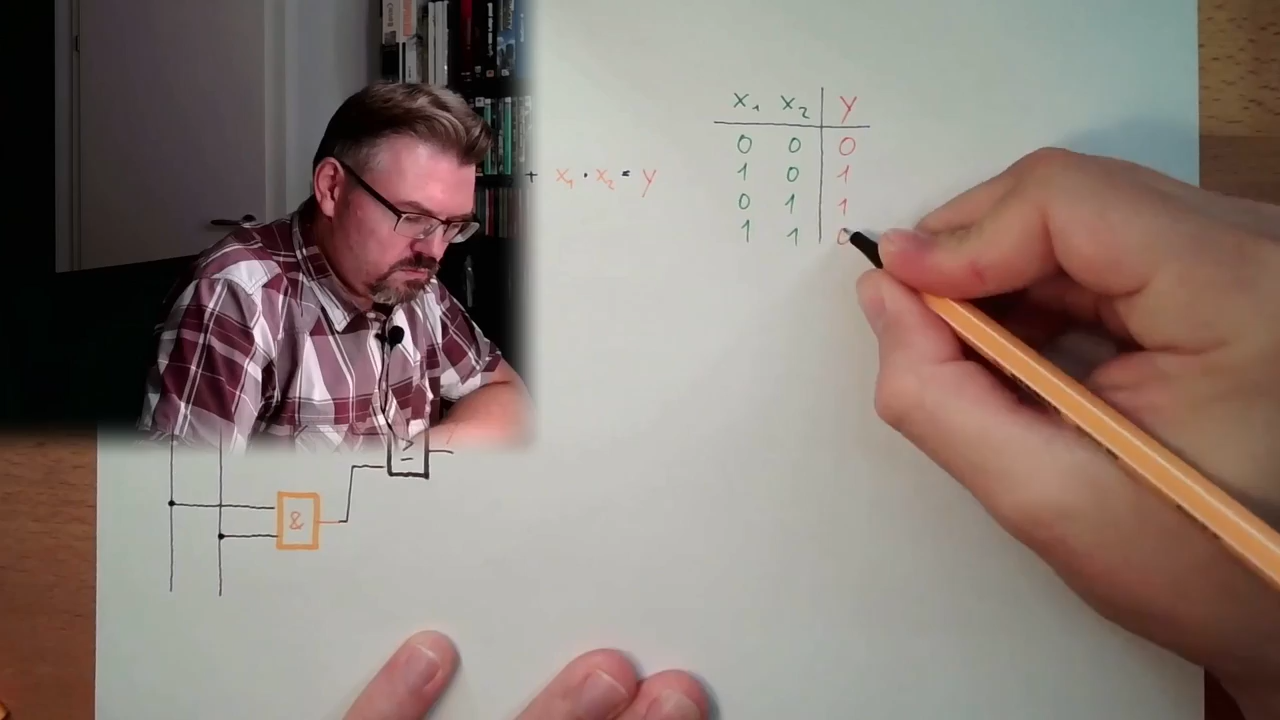 x₁ x₂ y
0 0 0
1 0 1
0 1 1
1 1 0
+ x₁ · x₂ = y
≥
&